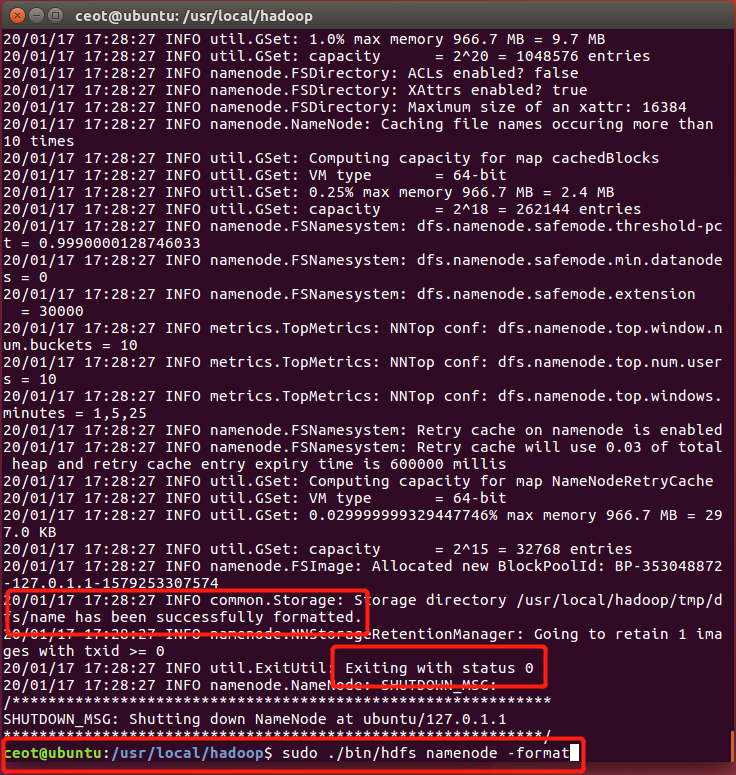 ceot@ubuntu: /usr/local/hadoop
20/01/17 17:28:27 INFO util.GSet: 1.0% max memory 966.7 MB = 9.7 MB
20/01/17 17:28:27 INFO util.GSet: capacity      = 2^20 = 1048576 entries
20/01/17 17:28:27 INFO namenode.FSDirectory: ACLs enabled? false
20/01/17 17:28:27 INFO namenode.FSDirectory: XAttrs enabled? true
20/01/17 17:28:27 INFO namenode.FSDirectory: Maximum size of an xattr: 16384
20/01/17 17:28:27 INFO namenode.NameNode: Caching file names occuring more than
10 times
20/01/17 17:28:27 INFO util.GSet: Computing capacity for map cachedBlocks
20/01/17 17:28:27 INFO util.GSet: VM type       = 64-bit
20/01/17 17:28:27 INFO util.GSet: 0.25% max memory 966.7 MB = 2.4 MB
20/01/17 17:28:27 INFO util.GSet: capacity      = 2^18 = 262144 entries
20/01/17 17:28:27 INFO namenode.FSNamesystem: dfs.namenode.safemode.threshold-pc
t = 0.9990000128746033
20/01/17 17:28:27 INFO namenode.FSNamesystem: dfs.namenode.safemode.min.datanode
s = 0
20/01/17 17:28:27 INFO namenode.FSNamesystem: dfs.namenode.safemode.extension
  = 30000
20/01/17 17:28:27 INFO metrics.TopMetrics: NNTop conf: dfs.namenode.top.window.n
um.buckets = 10
20/01/17 17:28:27 INFO metrics.TopMetrics: NNTop conf: dfs.namenode.top.num.user
s = 10
20/01/17 17:28:27 INFO metrics.TopMetrics: NNTop conf: dfs.namenode.top.windows.
minutes = 1,5,25
20/01/17 17:28:27 INFO namenode.FSNamesystem: Retry cache on namenode is enabled
20/01/17 17:28:27 INFO namenode.FSNamesystem: Retry cache will use 0.03 of total
 heap and retry cache entry expiry time is 600000 millis
20/01/17 17:28:27 INFO util.GSet: Computing capacity for map NameNodeRetryCache
20/01/17 17:28:27 INFO util.GSet: VM type       = 64-bit
20/01/17 17:28:27 INFO util.GSet: 0.029999999329447746% max memory 966.7 MB = 29
7.0 KB
20/01/17 17:28:27 INFO util.GSet: capacity      = 2^15 = 32768 entries
20/01/17 17:28:27 INFO namenode.FSImage: Allocated new BlockPoolId: BP-353048872
-127.0.1.1-1579253307574
20/01/17 17:28:27 INFO common.Storage: Storage directory /usr/local/hadoop/tmp/d
fs/name has been successfully formatted.
20/01/17 17:28:27 INFO namenode.NNStorageRetentionManager: Going to retain 1 ima
ges with txid >= 0
20/01/17 17:28:27 INFO util.ExitUtil: Exiting with status 0
20/01/17 17:28:27 INFO namenode.NameNode: SHUTDOWN_MSG:
/************************************************************
SHUTDOWN_MSG: Shutting down NameNode at ubuntu/127.0.1.1
************************************************************/
ceot@ubuntu:/usr/local/hadoop$ sudo ./bin/hdfs namenode -format